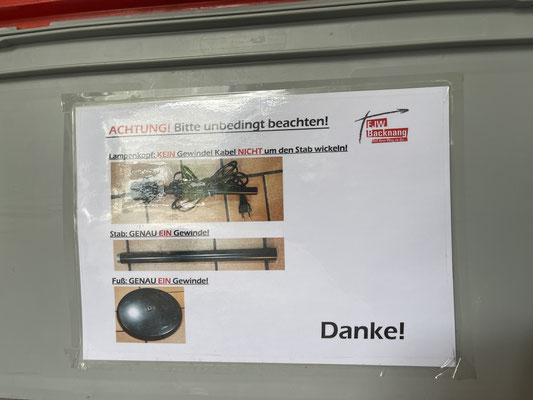 ACHTUNG! Bitte unbedingt beachten!
EJW
Backnang
Lampenkopf: KEIN Gewinde! Kabel NICHT um den Stab wickeln!
Stab: GENAU EIN Gewinde!
Fuß: GENAU EIN Gewinde!
Danke!